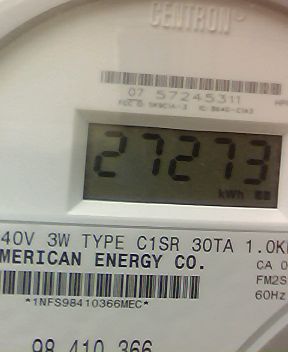 CENTRON®
07 57245311
27273
kWh
40V 3W TYPE C1SR 30TA 1.0K
MERICAN ENERGY CO.
CA 0
FM2S
60Hz
*1NFS98410366MEC*
98 410 366